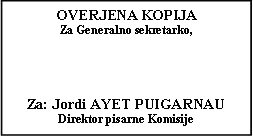 OVERJENA KOPIJA
Za Generalno sekretarko,
Za: Jordi AYET PUIGARNAU
Direktor pisarne Komisije